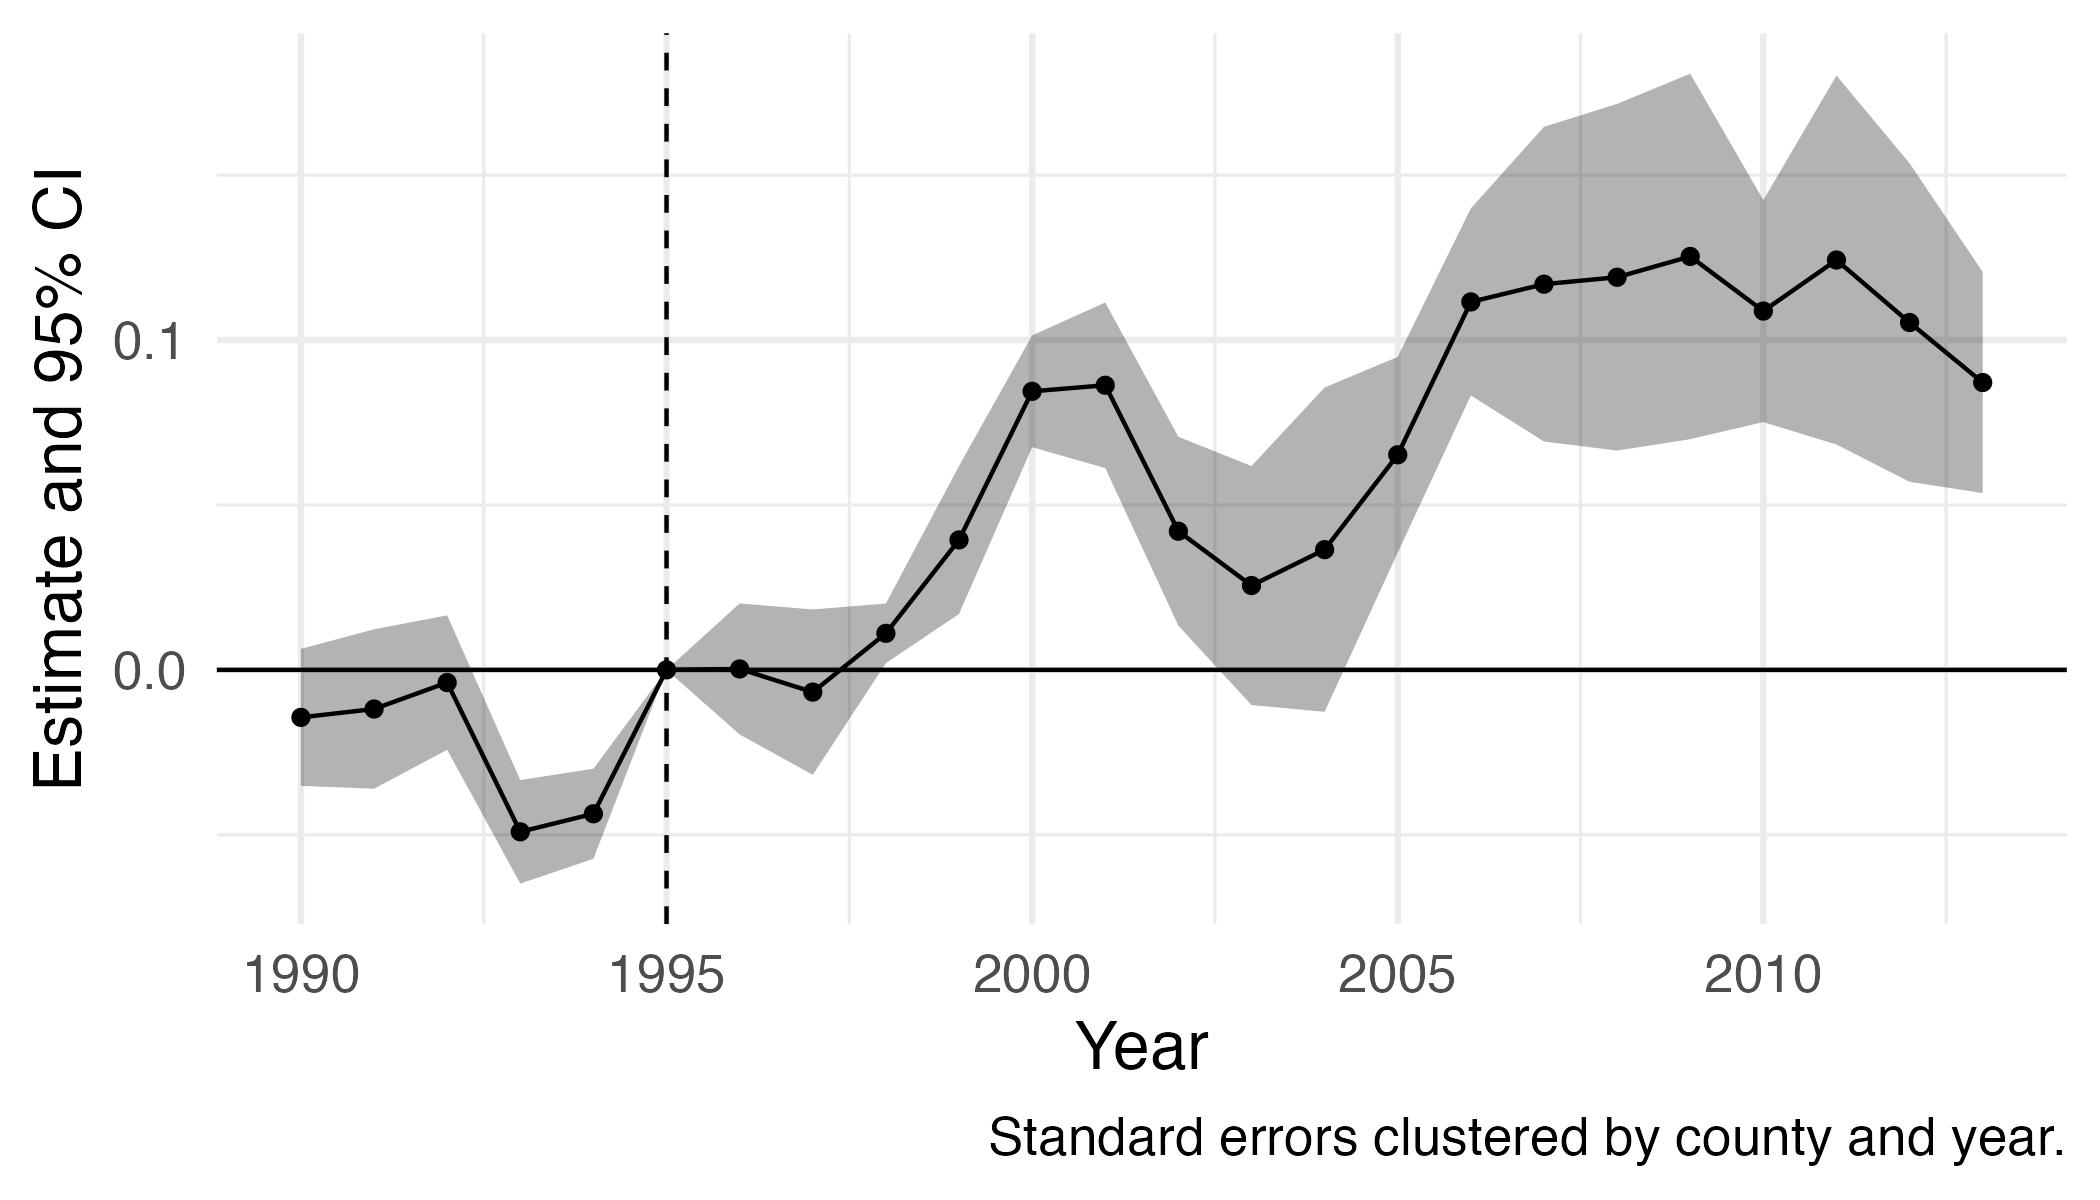 Estimate and 95% CI
0.1
0.0
1990 1995 2000 2005 2010
Year
Standard errors clustered by county and year.